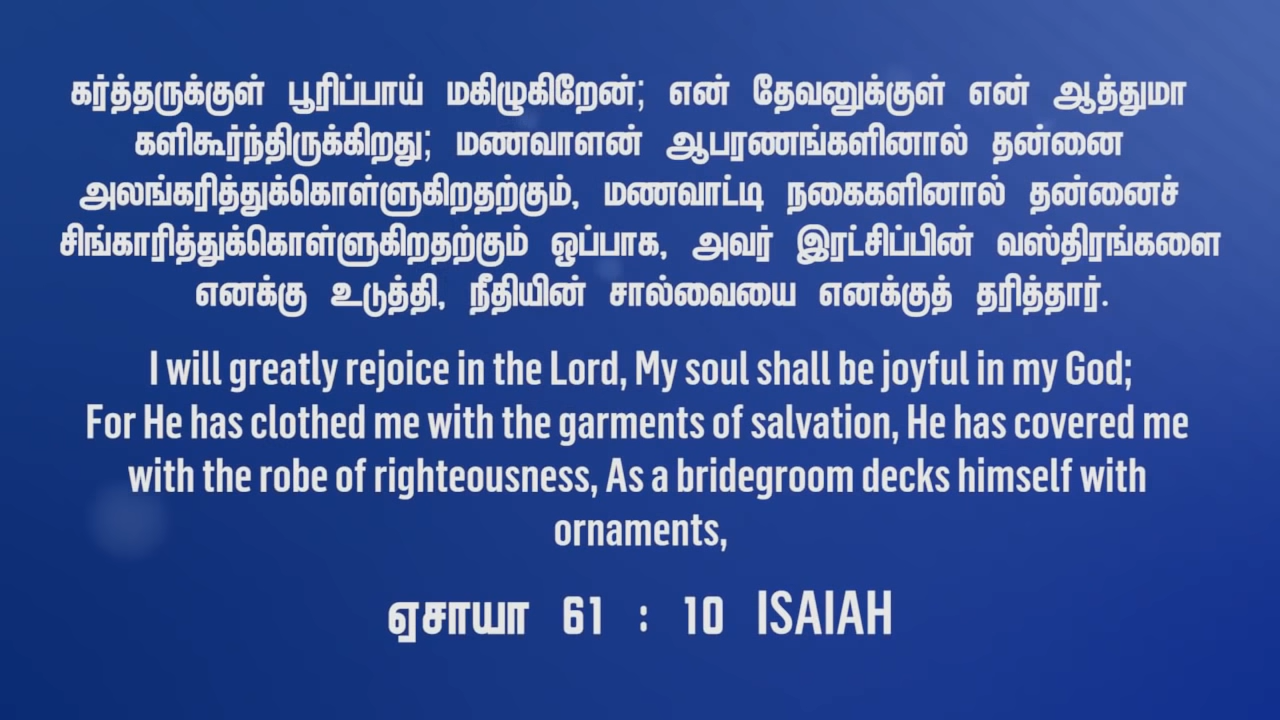 கர்த்தருக்குள் பூரிப்பாய் மகிழுகிறேன்; என் தேவனுக்குள் என் ஆத்துமா
களிகூர்ந்திருக்கிறது; மணவாளன் ஆபரணங்களினால் தன்னை
அலங்கரித்துக்கொள்ளுகிறதற்கும், மணவாட்டி நகைகளினால் தன்னைச்
சிங்காரித்துக்கொள்ளுகிறதற்கும் ஒப்பாக, அவர் இரட்சிப்பின் வஸ்திரங்களை
எனக்கு உடுத்தி, நீதியின் சால்வையை எனக்குத் தரித்தார்.
I will greatly rejoice in the Lord, My soul shall be joyful in my God;
For He has clothed me with the garments of salvation, He has covered me
with the robe of righteousness, As a bridegroom decks himself with
ornaments,
ஏசாயா 61 : 10 ISAIAH